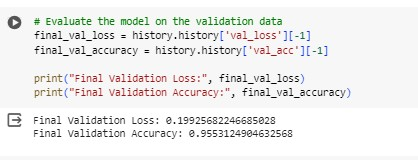 # Evaluate the model on the validation data
final_val_loss = history.history['val_loss'][-1]
final_val_accuracy = history.history['val_acc'][-1]
print("Final Validation Loss:", final_val_loss)
print("Final Validation Accuracy:", final_val_accuracy)
Final Validation Loss: 0.19925682246685028
Final Validation Accuracy: 0.9553124904632568